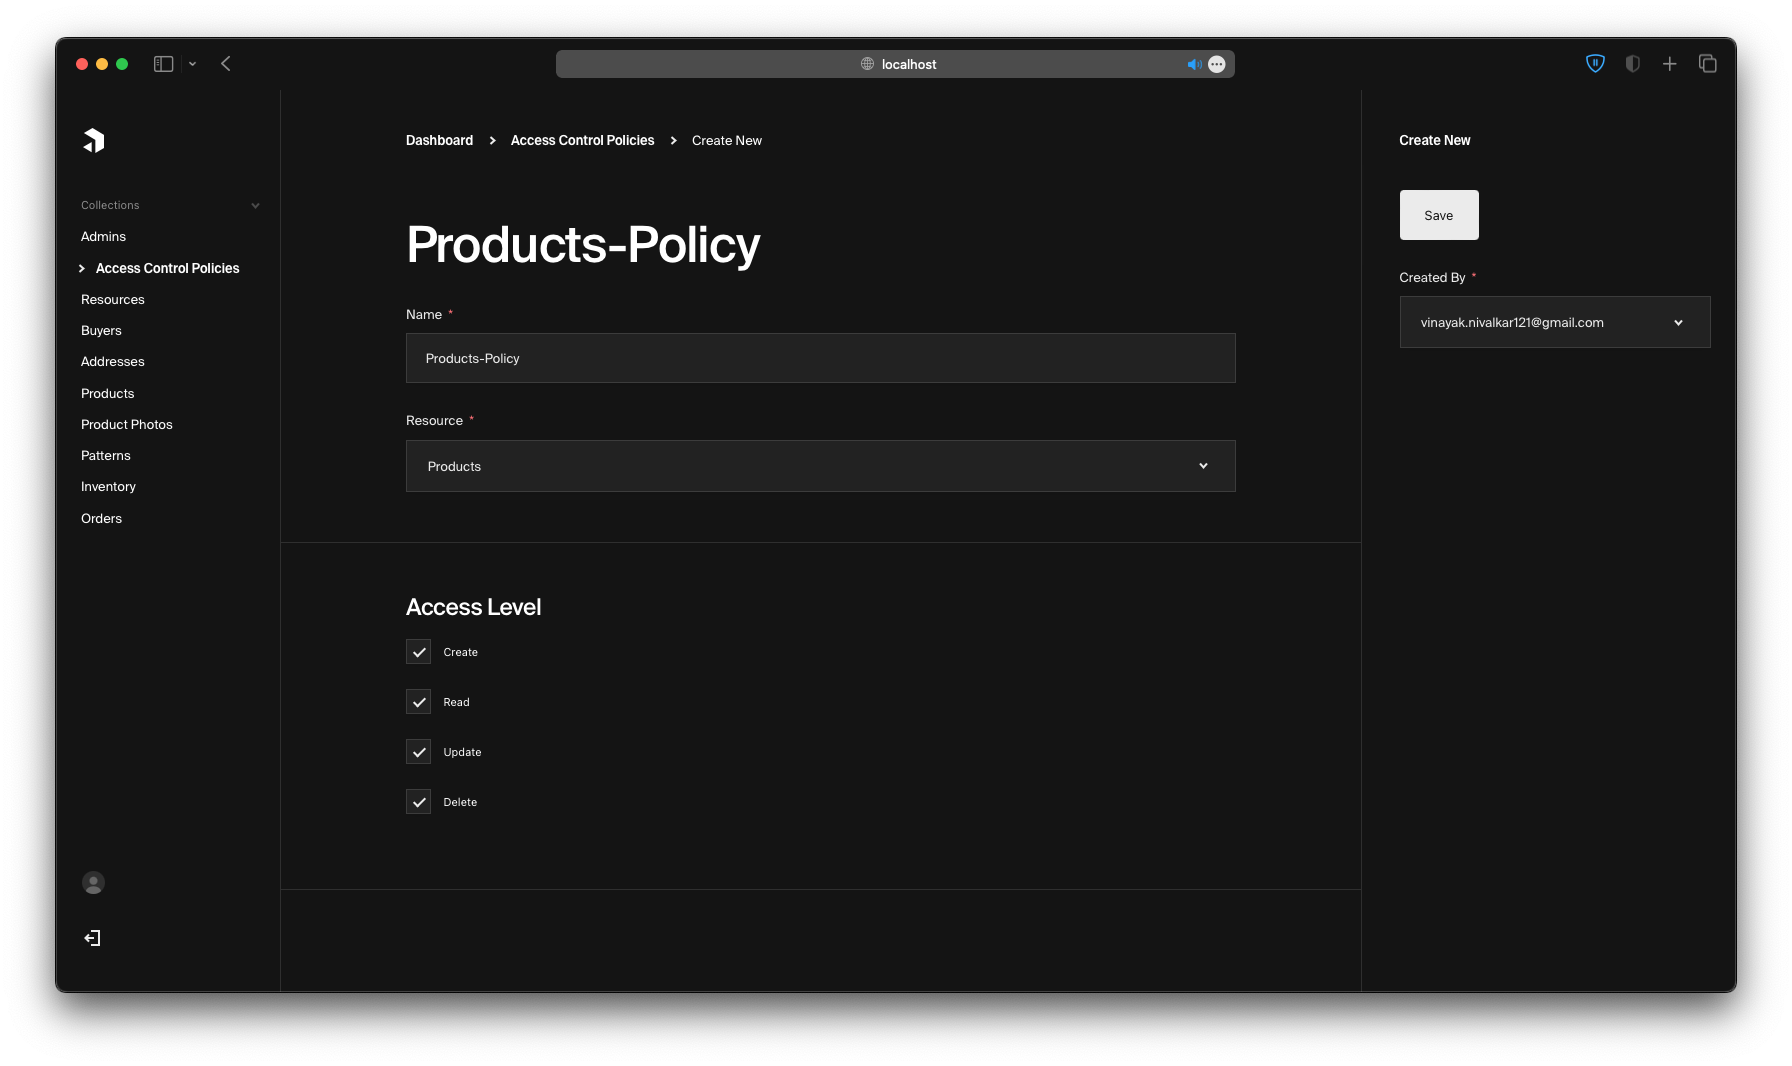 localhost
Collections
Admins
Access Control Policies
Resources
Buyers
Addresses
Products
Product Photos
Patterns
Inventory
Orders
Dashboard > Access Control Policies > Create New
Products-Policy
Name *
Products-Policy
Resource *
Products
Access Level
Create
Read
Update
Delete
Create New
Save
Created By *
vinayak.nivalkar121@gmail.com